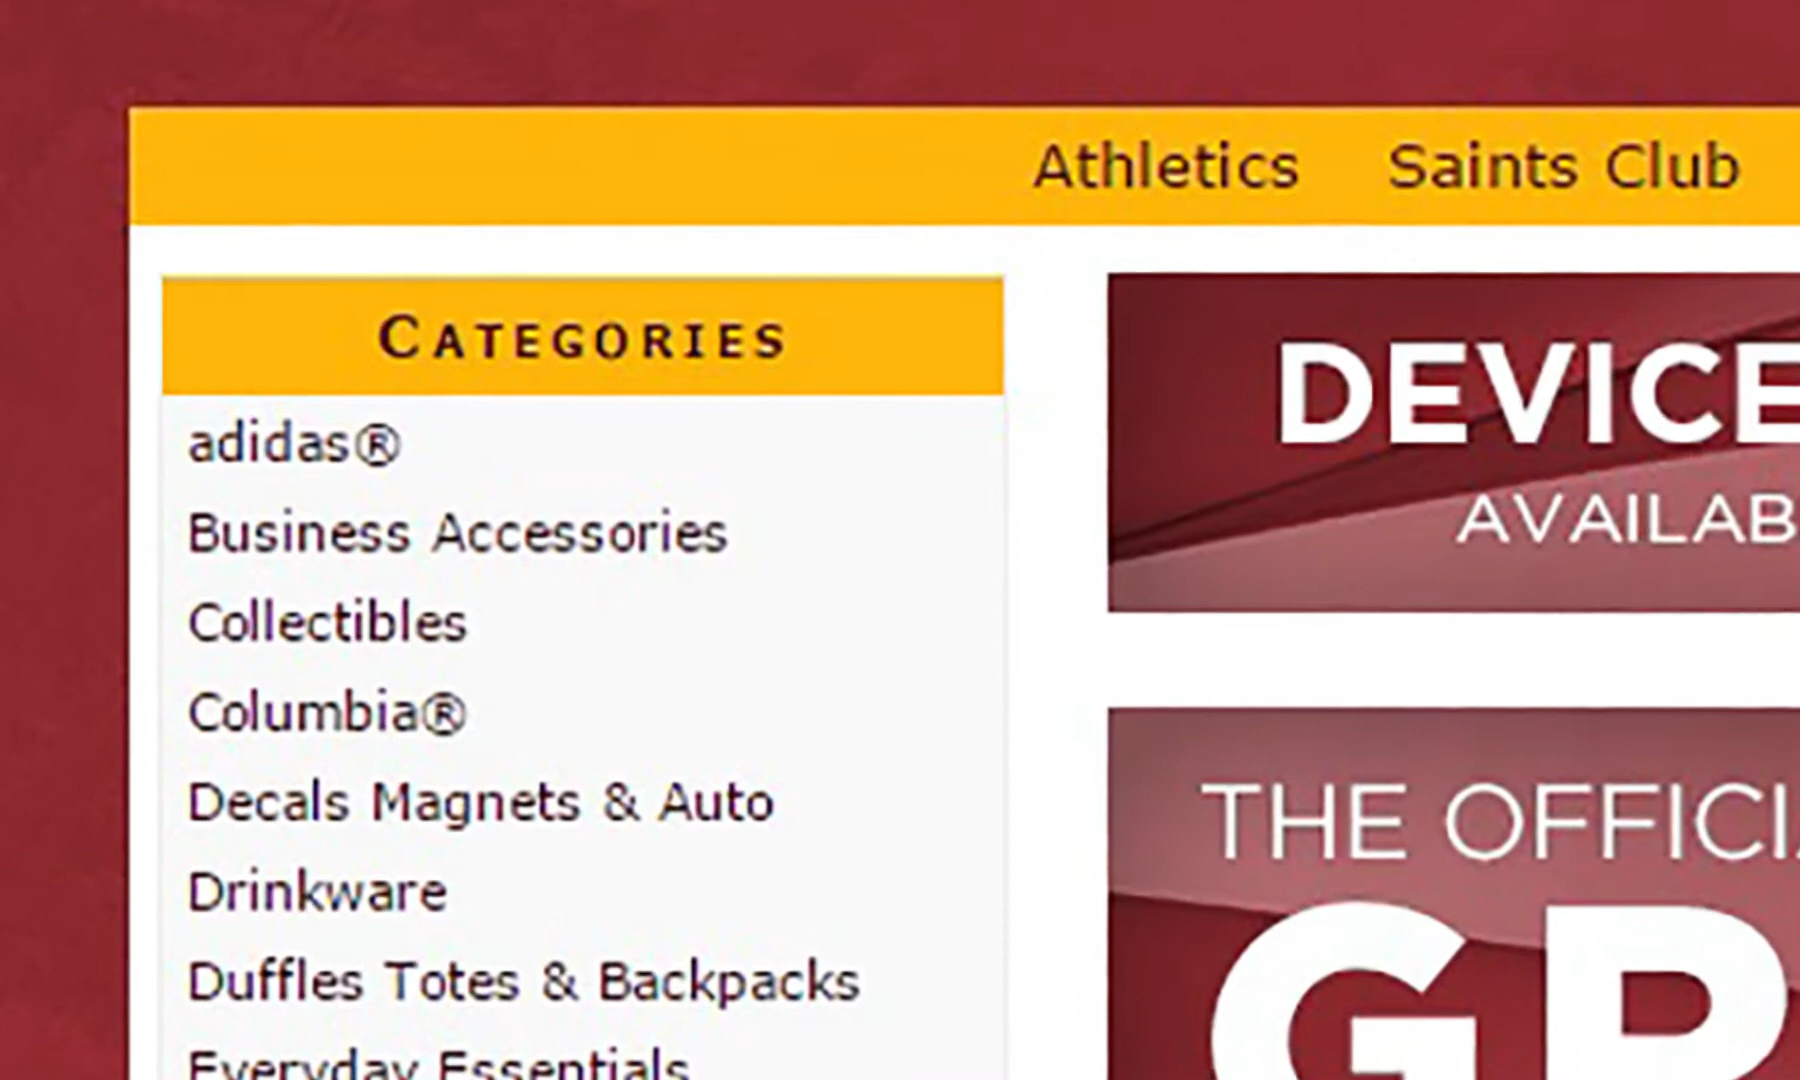 Athletics Saints Club
CATEGORIES
adidas®
Business Accessories
Collectibles
Columbia®
Decals Magnets & Auto
Drinkware
Duffles Totes & Backpacks
Everyday Essentials
DEVICE
AVAILAB
THE OFFICI
GR